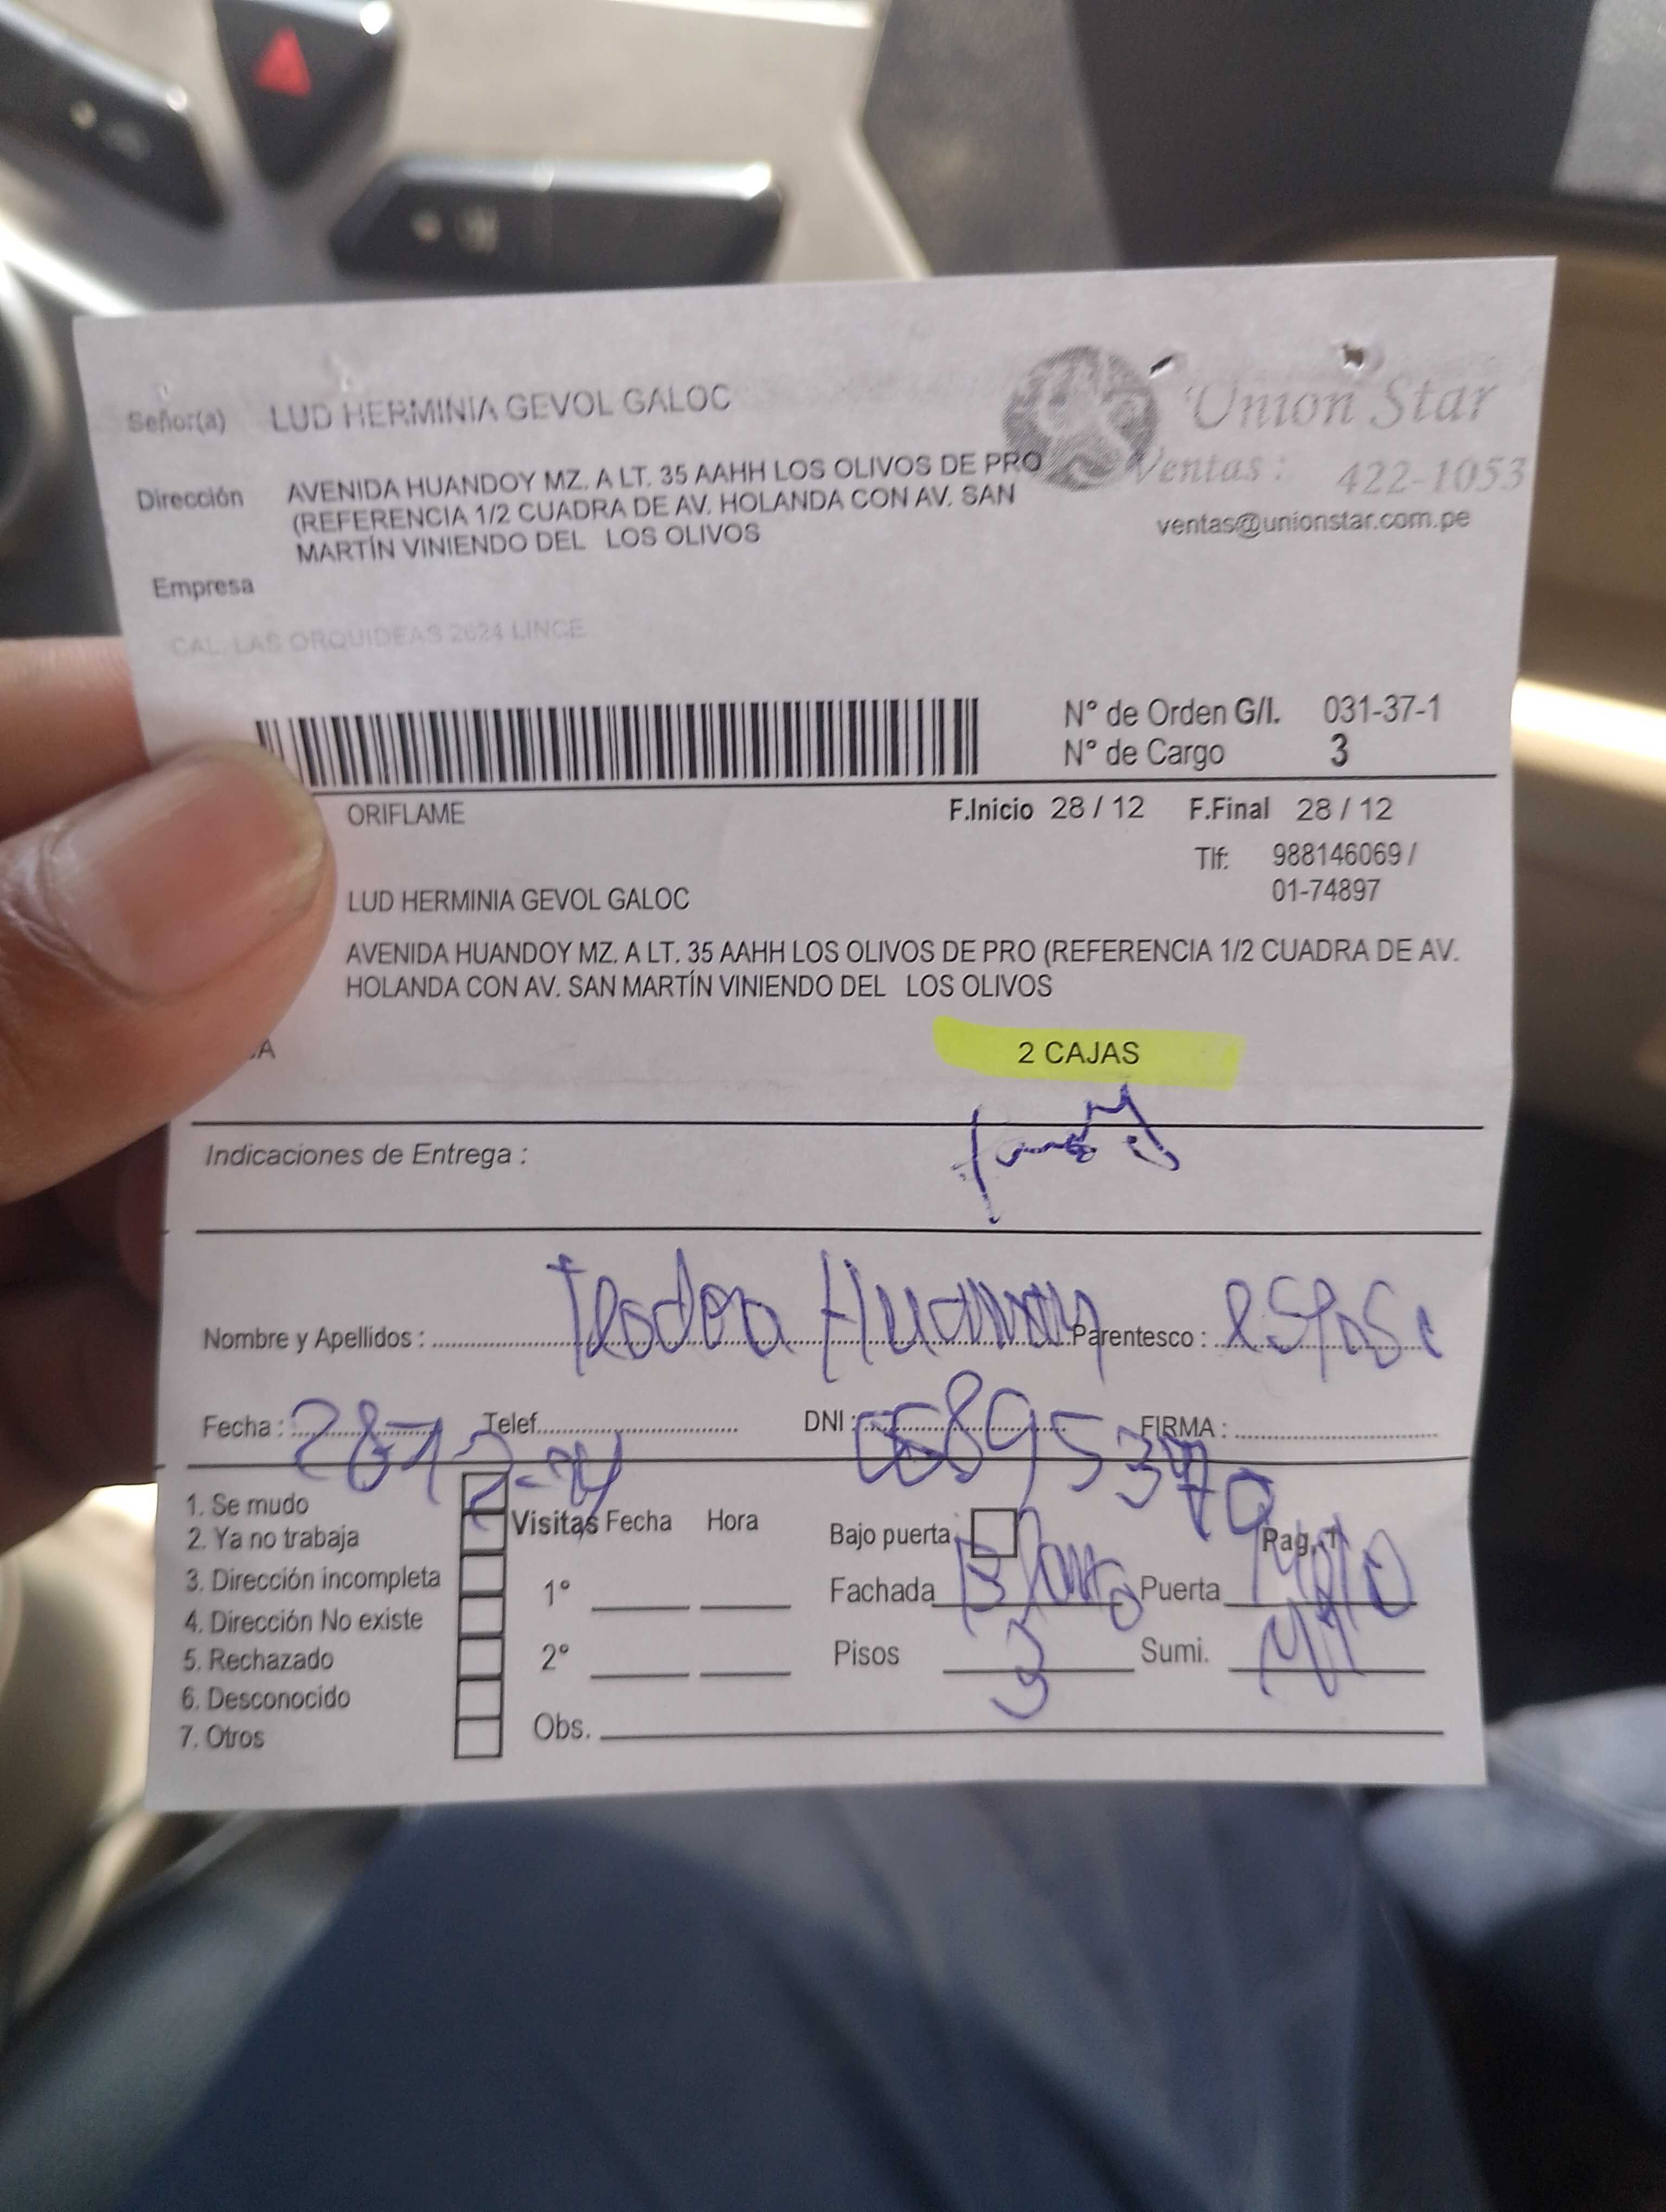 Señor(a) LUD HERMINIA GEVOL GALOC
Union Star
Ventas : 422-1053
ventas@unionstar.com.pe
Dirección AVENIDA HUANDOY MZ. A LT. 35 AAHH LOS OLIVOS DE PRO
(REFERENCIA 1/2 CUADRA DE AV. HOLANDA CON AV. SAN
MARTÍN VINIENDO DEL LOS OLIVOS
Empresa
CAL. LAS ORQUIDEAS 2624 LINCE
N° de Orden G/I. 031-37-1
N° de Cargo 3
ORIFLAME F.Inicio 28 / 12 F.Final 28 / 12
Tlf: 988146069 /
01-74897
LUD HERMINIA GEVOL GALOC
AVENIDA HUANDOY MZ. A LT. 35 AAHH LOS OLIVOS DE PRO (REFERENCIA 1/2 CUADRA DE AV.
HOLANDA CON AV. SAN MARTÍN VINIENDO DEL LOS OLIVOS
2 CAJAS
Indicaciones de Entrega :
Nombre y Apellidos : Parentesco :
Fecha : Telef. DNI : FIRMA :
1. Se mudo
2. Ya no trabaja
3. Dirección incompleta
4. Dirección No existe
5. Rechazado
6. Desconocido
7. Otros
Visitas Fecha Hora
1°
2°
Obs.
Bajo puerta Pag. 1
Fachada Blanco Puerta
Pisos 3 Sumi.